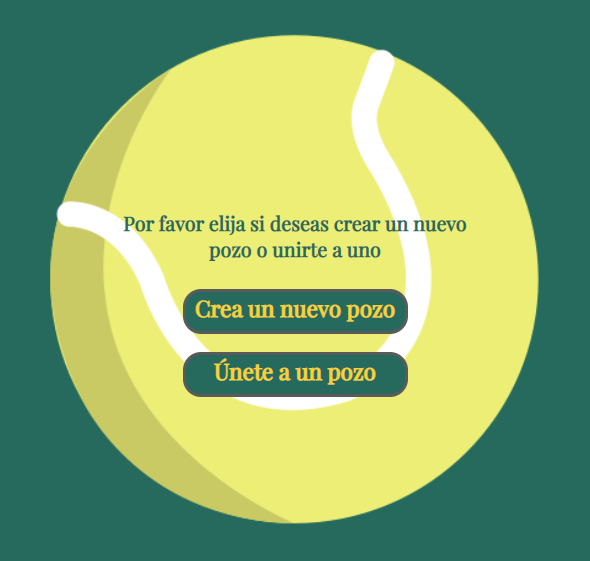 Por favor elija si deseas crear un nuevo
pozo o unirte a uno
Crea un nuevo pozo
Únete a un pozo